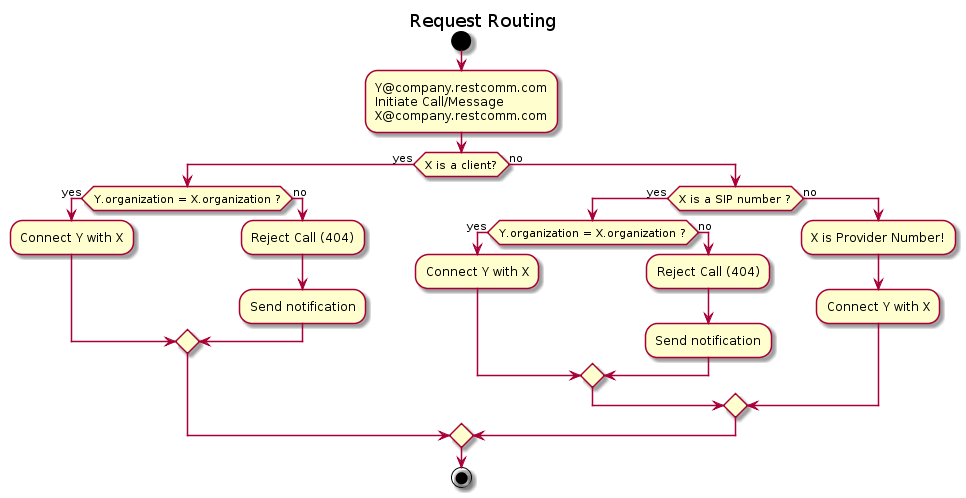 Request Routing
Y@company.restcomm.com
Initiate Call/Message
X@company.restcomm.com
yes
X is a client?
no
yes
Y.organization = X.organization ?
no
Connect Y with X
Reject Call (404)
Send notification
yes
X is a SIP number ?
no
yes
Y.organization = X.organization ?
no
Connect Y with X
Reject Call (404)
Send notification
X is Provider Number!
Connect Y with X